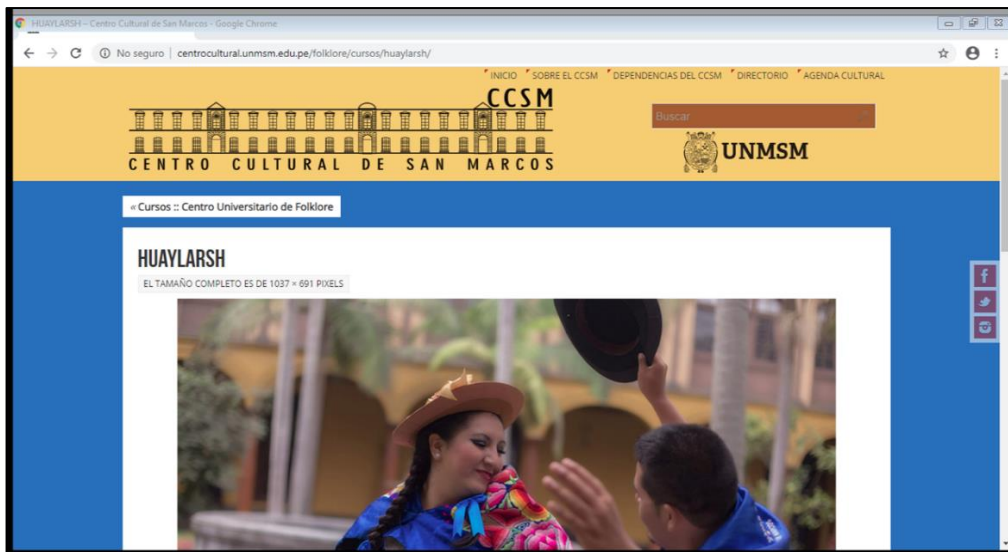 HUAYLARSH – Centro Cultural de San Marcos - Google Chrome
No seguro | centrocultural.unmsm.edu.pe/folklore/cursos/huaylarsh/
INICIO SOBRE EL CCSM DEPENDENCIAS DEL CCSM DIRECTORIO AGENDA CULTURAL
CCSM
Buscar
CENTRO CULTURAL DE SAN MARCOS
UNMSM
« Cursos :: Centro Universitario de Folklore
HUAYLARSH
EL TAMAÑO COMPLETO ES DE 1037 × 691 PIXELS